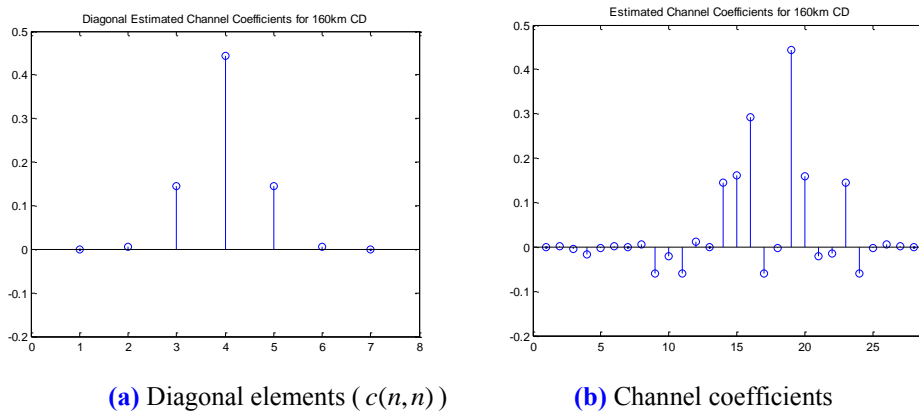 Diagonal Estimated Channel Coefficients for 160km CD
0.5
0.4
0.3
0.2
0.1
0
-0.1
-0.2
0 1 2 3 4 5 6 7 8
(a) Diagonal elements ( c(n,n) )
Estimated Channel Coefficients for 160km CD
0.5
0.4
0.3
0.2
0.1
0
-0.1
-0.2
0 5 10 15 20 25
(b) Channel coefficients